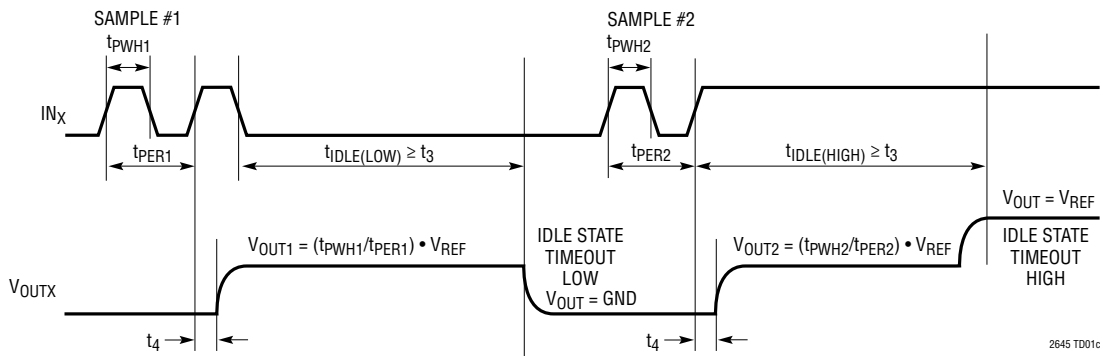 SAMPLE #1
SAMPLE #2
tPWH1
tPWH2
INX
tPER1
tIDLE(LOW) ≥ t3
tPER2
tIDLE(HIGH) ≥ t3
VOUT = VREF
VOUT1 = (tPWH1/tPER1) • VREF
IDLE STATE
TIMEOUT
LOW
VOUT = GND
VOUT2 = (tPWH2/tPER2) • VREF
IDLE STATE
TIMEOUT
HIGH
VOUTX
t4
t4
2645 TD01c